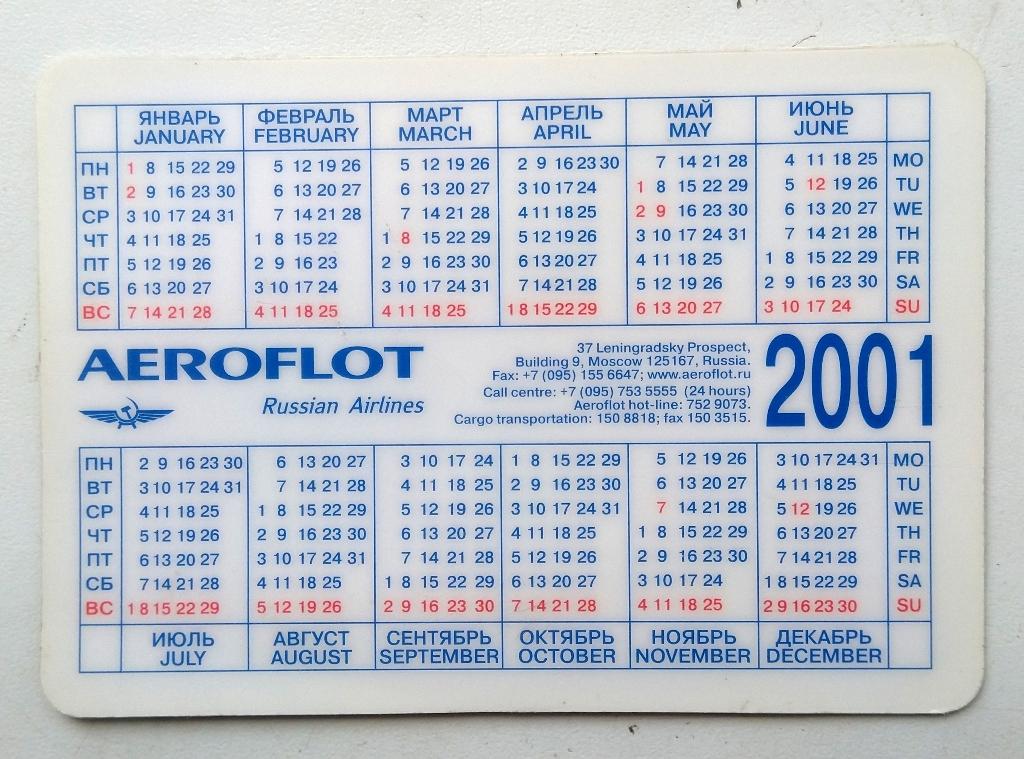 ЯНВАРЬ ФЕВРАЛЬ МАРТ АПРЕЛЬ МАЙ ИЮНЬ
JANUARY FEBRUARY MARCH APRIL MAY JUNE
ПН 1 8 15 22 29 5 12 19 26 5 12 19 26 2 9 16 23 30 7 14 21 28 4 11 18 25 MO
ВТ 2 9 16 23 30 6 13 20 27 6 13 20 27 3 10 17 24 1 8 15 22 29 5 12 19 26 TU
СР 3 10 17 24 31 7 14 21 28 7 14 21 28 4 11 18 25 2 9 16 23 30 6 13 20 27 WE
ЧТ 4 11 18 25 1 8 15 22 1 8 15 22 29 5 12 19 26 3 10 17 24 31 7 14 21 28 TH
ПТ 5 12 19 26 2 9 16 23 2 9 16 23 30 6 13 20 27 4 11 18 25 1 8 15 22 29 FR
СБ 6 13 20 27 3 10 17 24 3 10 17 24 31 7 14 21 28 5 12 19 26 2 9 16 23 30 SA
ВС 7 14 21 28 4 11 18 25 4 11 18 25 1 8 15 22 29 6 13 20 27 3 10 17 24 SU
AEROFLOT
Russian Airlines
37 Leningradsky Prospect,
Building 9, Moscow 125167, Russia.
Fax: +7 (095) 155 6647; www.aeroflot.ru
Call centre: +7 (095) 753 5555 (24 hours)
Aeroflot hot-line: 752 9073.
Cargo transportation: 150 8818; fax 150 3515.
2001
ПН 2 9 16 23 30 6 13 20 27 3 10 17 24 1 8 15 22 29 5 12 19 26 3 10 17 24 31 MO
ВТ 3 10 17 24 31 7 14 21 28 4 11 18 25 2 9 16 23 30 6 13 20 27 4 11 18 25 TU
СР 4 11 18 25 1 8 15 22 29 5 12 19 26 3 10 17 24 31 7 14 21 28 5 12 19 26 WE
ЧТ 5 12 19 26 2 9 16 23 30 6 13 20 27 4 11 18 25 1 8 15 22 29 6 13 20 27 TH
ПТ 6 13 20 27 3 10 17 24 31 7 14 21 28 5 12 19 26 2 9 16 23 30 7 14 21 28 FR
СБ 7 14 21 28 4 11 18 25 1 8 15 22 29 6 13 20 27 3 10 17 24 1 8 15 22 29 SA
ВС 1 8 15 22 29 5 12 19 26 2 9 16 23 30 7 14 21 28 4 11 18 25 2 9 16 23 30 SU
ИЮЛЬ АВГУСТ СЕНТЯБРЬ ОКТЯБРЬ НОЯБРЬ ДЕКАБРЬ
JULY AUGUST SEPTEMBER OCTOBER NOVEMBER DECEMBER